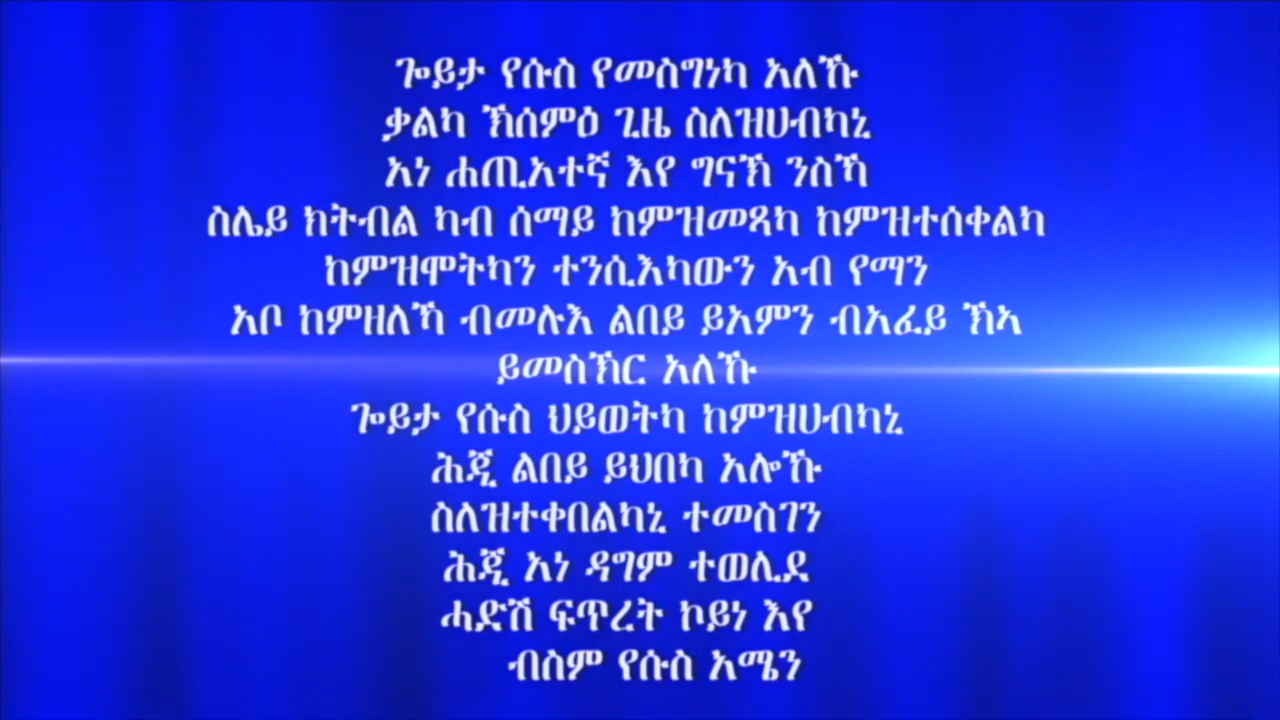 ጐይታ የሱስ የመስግነካ አለኹ
ቃልካ ኽሰምዕ ጊዜ ስለዝሀብካኒ
አነ ሐጢአተኛ እየ ግናኽ ንስኻ
ስሌይ ክትብል ካብ ሰማይ ከምዝመጻካ ከምዝተሰቀልካ
ከምዝሞትካን ተንሲእካውን አብ የማን
አቦ ከምዘለኻ ብመሉእ ልበይ ይአምን ብአፈይ ኽኣ
ይመስኽር አለኹ
ጐይታ የሱስ ህይወትካ ከምዝሀብካኒ
ሕጂ ልበይ ይህበካ አሎኹ
ስለዝተቀበልካኒ ተመስገን
ሕጂ አነ ዳግም ተወሊደ
ሓድሽ ፍጥረት ኮይነ እየ
ብስም የሱስ አሜን